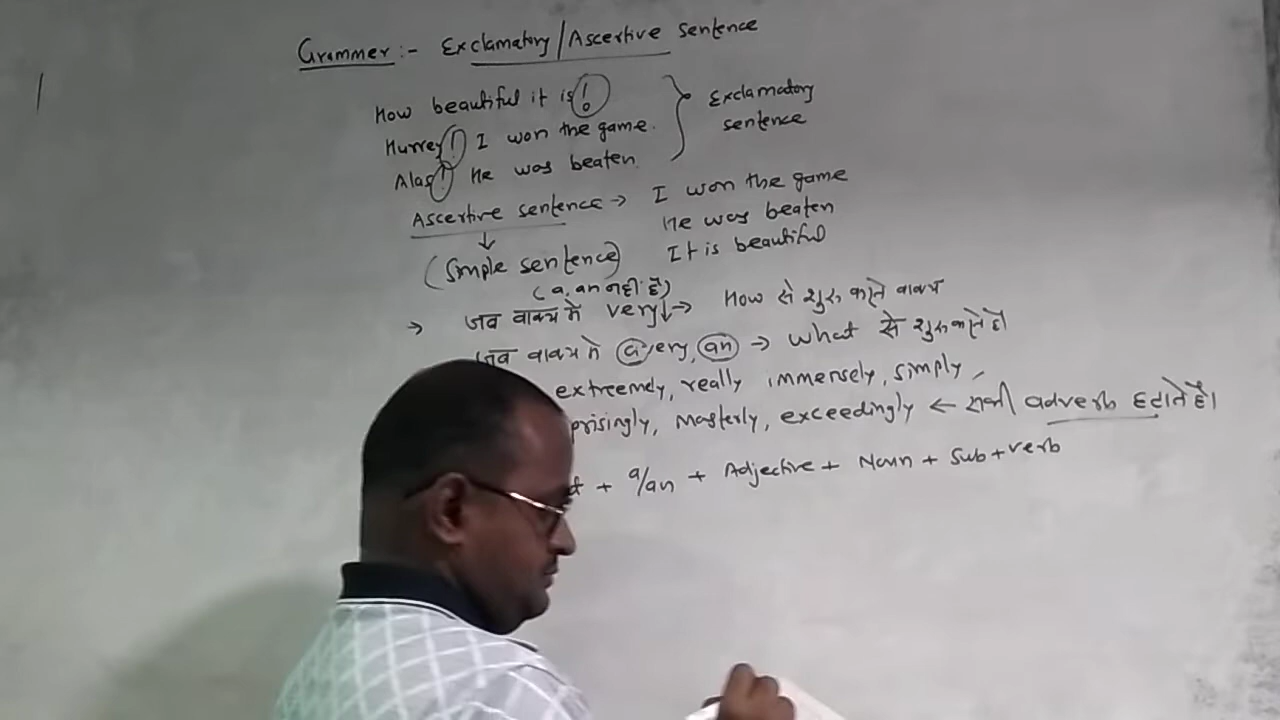 Grammer :- Exclamatory / Ascertive sentence
How beautiful it is !
Hurrey ! I won the game.
Alas ! He was beaten.
Exclamatory sentence
Ascertive sentence → I won the game
He was beaten
It is beautiful
↓
(Simple sentence)
(a, an नहीं है)
→ जब वाक्य में very ↓ → How से शुरु करते वाक्य
जब वाक्य में a very, an → what से शुरु करते हैं
extreemely, really immensely, simply,
prisingly, Masterly, exceedingly ← सभी adverb हटाते हैं।
t + a/an + Adjective + Noun + Sub + verb